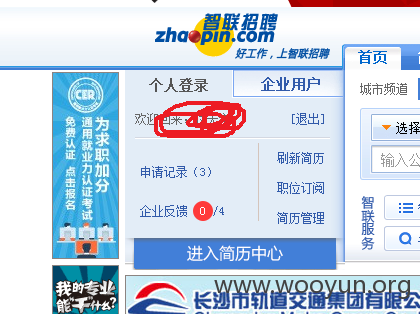 智联招聘
zhaopin.com
好工作，上智联招聘
首页
城市频道
选择
输入公
智联服务
个人登录
企业用户
欢迎回来
[退出]
申请记录（3）
企业反馈 0/4
刷新简历
职位订阅
简历管理
进入简历中心
CER
为求职加分
通用就业力认证考试
免费认证 点击报名
我的专业
能"干"什么?
www.wooyun.org
长沙市轨道交通集团有限公司